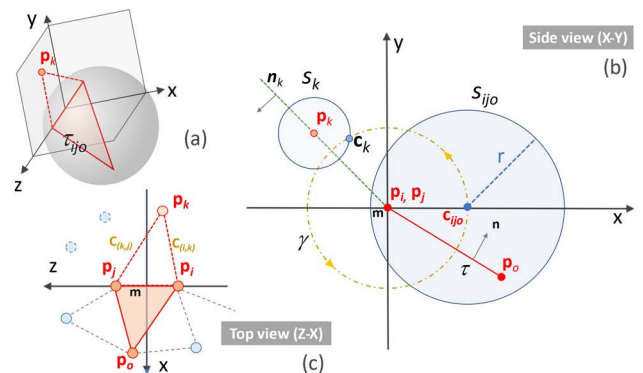 y
p_k
x
τ_ijo
z
(a)
y
Side view (X-Y)
(b)
n_k
S_k
p_k
c_k
S_ijo
r
p_i, p_j
m
c_ijo
x
n
γ
τ
p_o
p_k
c_(k,j)
c_(i,k)
z
p_j
p_i
m
p_o
x
Top view (Z-X)
(c)